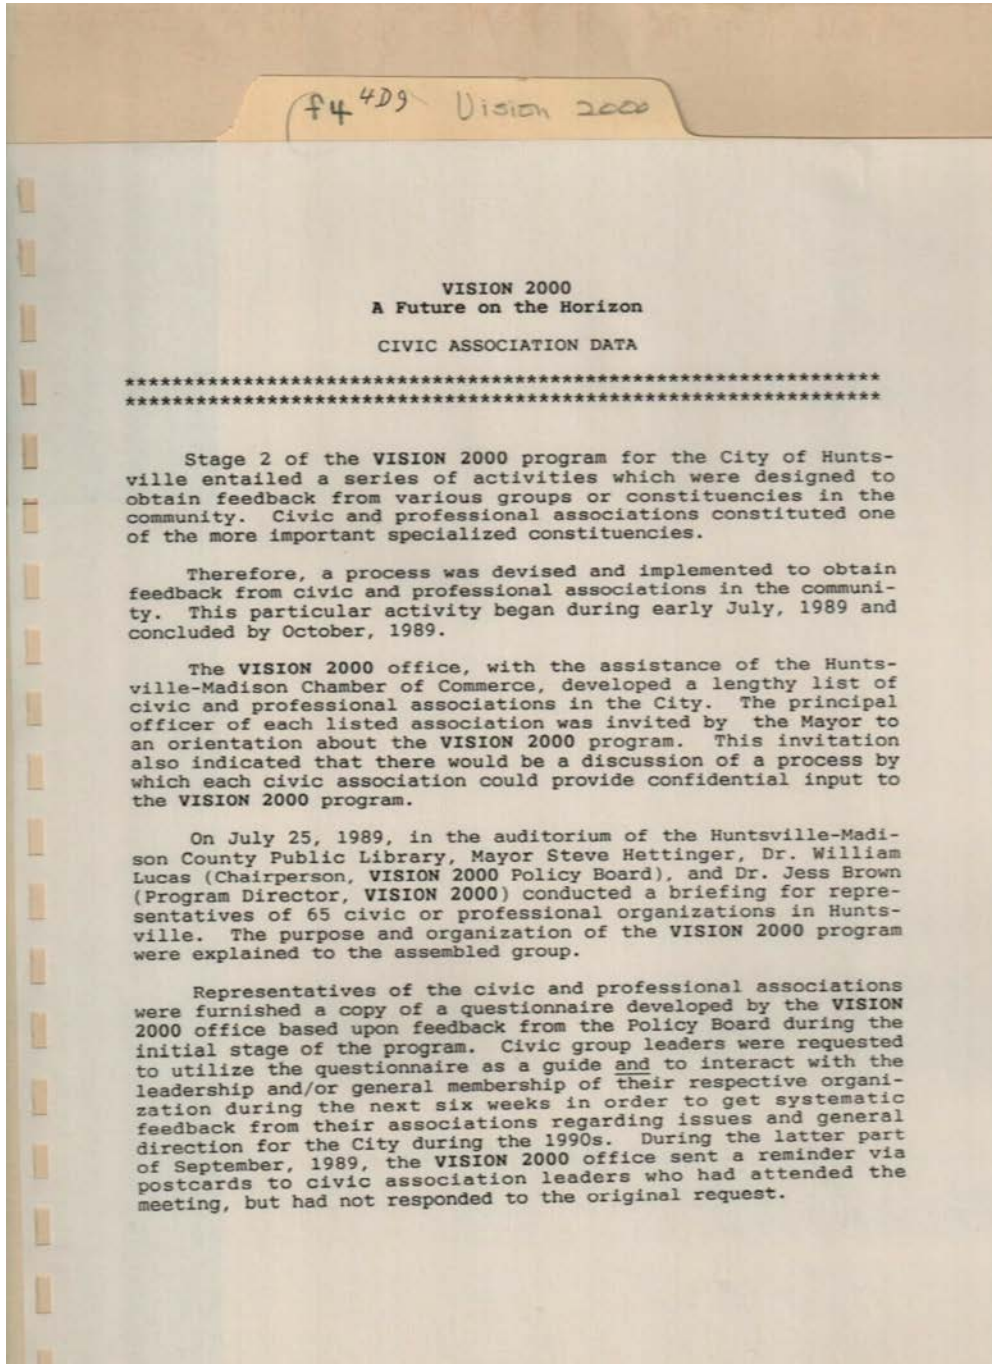 f4 4D9 Vision 2000
VISION 2000
A Future on the Horizon
CIVIC ASSOCIATION DATA
****************************************************************
****************************************************************
Stage 2 of the VISION 2000 program for the City of Hunts-
ville entailed a series of activities which were designed to
obtain feedback from various groups or constituencies in the
community. Civic and professional associations constituted one
of the more important specialized constituencies.
Therefore, a process was devised and implemented to obtain
feedback from civic and professional associations in the communi-
ty. This particular activity began during early July, 1989 and
concluded by October, 1989.
The VISION 2000 office, with the assistance of the Hunts-
ville-Madison Chamber of Commerce, developed a lengthy list of
civic and professional associations in the City. The principal
officer of each listed association was invited by the Mayor to
an orientation about the VISION 2000 program. This invitation
also indicated that there would be a discussion of a process by
which each civic association could provide confidential input to
the VISION 2000 program.
On July 25, 1989, in the auditorium of the Huntsville-Madi-
son County Public Library, Mayor Steve Hettinger, Dr. William
Lucas (Chairperson, VISION 2000 Policy Board), and Dr. Jess Brown
(Program Director, VISION 2000) conducted a briefing for repre-
sentatives of 65 civic or professional organizations in Hunts-
ville. The purpose and organization of the VISION 2000 program
were explained to the assembled group.
Representatives of the civic and professional associations
were furnished a copy of a questionnaire developed by the VISION
2000 office based upon feedback from the Policy Board during the
initial stage of the program. Civic group leaders were requested
to utilize the questionnaire as a guide and to interact with the
leadership and/or general membership of their respective organi-
zation during the next six weeks in order to get systematic
feedback from their associations regarding issues and general
direction for the City during the 1990s. During the latter part
of September, 1989, the VISION 2000 office sent a reminder via
postcards to civic association leaders who had attended the
meeting, but had not responded to the original request.